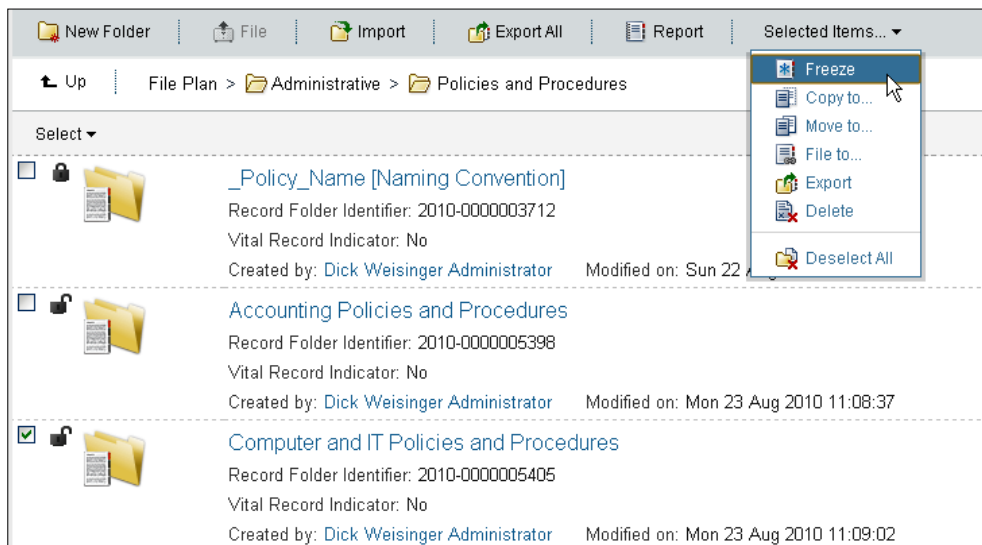 New Folder File Import Export All Report Selected Items...
Freeze
Up File Plan > Administrative > Policies and Procedures
Copy to...
Move to...
Select
File to...
Export
Delete
Deselect All
_Policy_Name [Naming Convention]
Record Folder Identifier: 2010-0000003712
Vital Record Indicator: No
Created by: Dick Weisinger Administrator Modified on: Sun 22
Accounting Policies and Procedures
Record Folder Identifier: 2010-0000005398
Vital Record Indicator: No
Created by: Dick Weisinger Administrator Modified on: Mon 23 Aug 2010 11:08:37
Computer and IT Policies and Procedures
Record Folder Identifier: 2010-0000005405
Vital Record Indicator: No
Created by: Dick Weisinger Administrator Modified on: Mon 23 Aug 2010 11:09:02